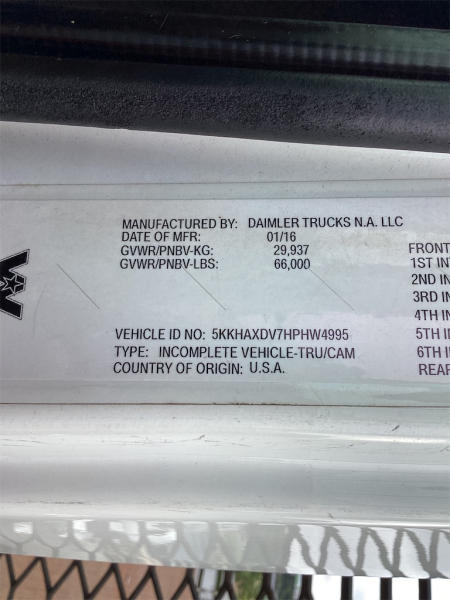 MANUFACTURED BY: DAIMLER TRUCKS N.A. LLC
DATE OF MFR: 01/16
GVWR/PNBV-KG: 29,937
GVWR/PNBV-LBS: 66,000
VEHICLE ID NO: 5KKHAXDV7HPHW4995
TYPE: INCOMPLETE VEHICLE-TRU/CAM
COUNTRY OF ORIGIN: U.S.A.
FRONT
1ST IN
2ND IN
3RD IN
4TH IN
5TH IN
6TH IN
REAR